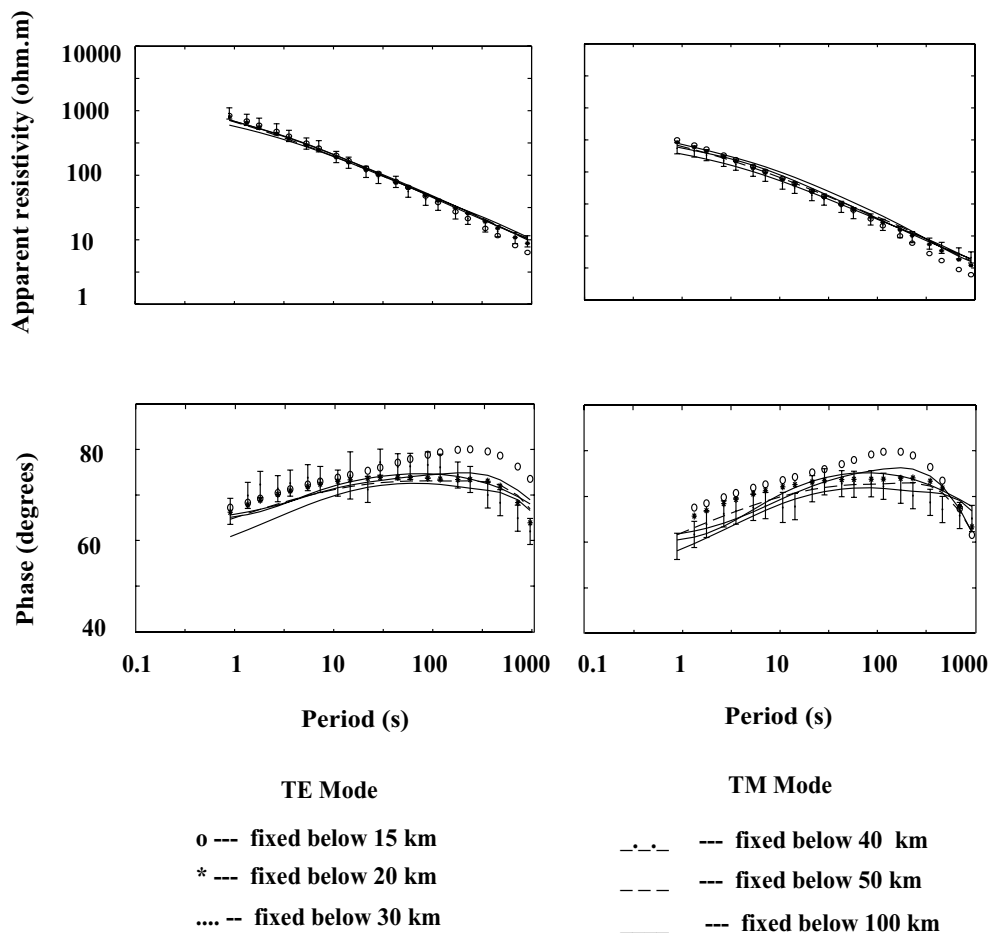 Apparent resistivity (ohm.m)
10000
1000
100
10
1
Phase (degrees)
80
60
40
0.1 1 10 100 1000
0.1 1 10 100 1000
Period (s)
Period (s)
TE Mode
TM Mode
o --- fixed below 15 km
* --- fixed below 20 km
.... -- fixed below 30 km
_._._ --- fixed below 40 km
_ _ _ --- fixed below 50 km
____ --- fixed below 100 km